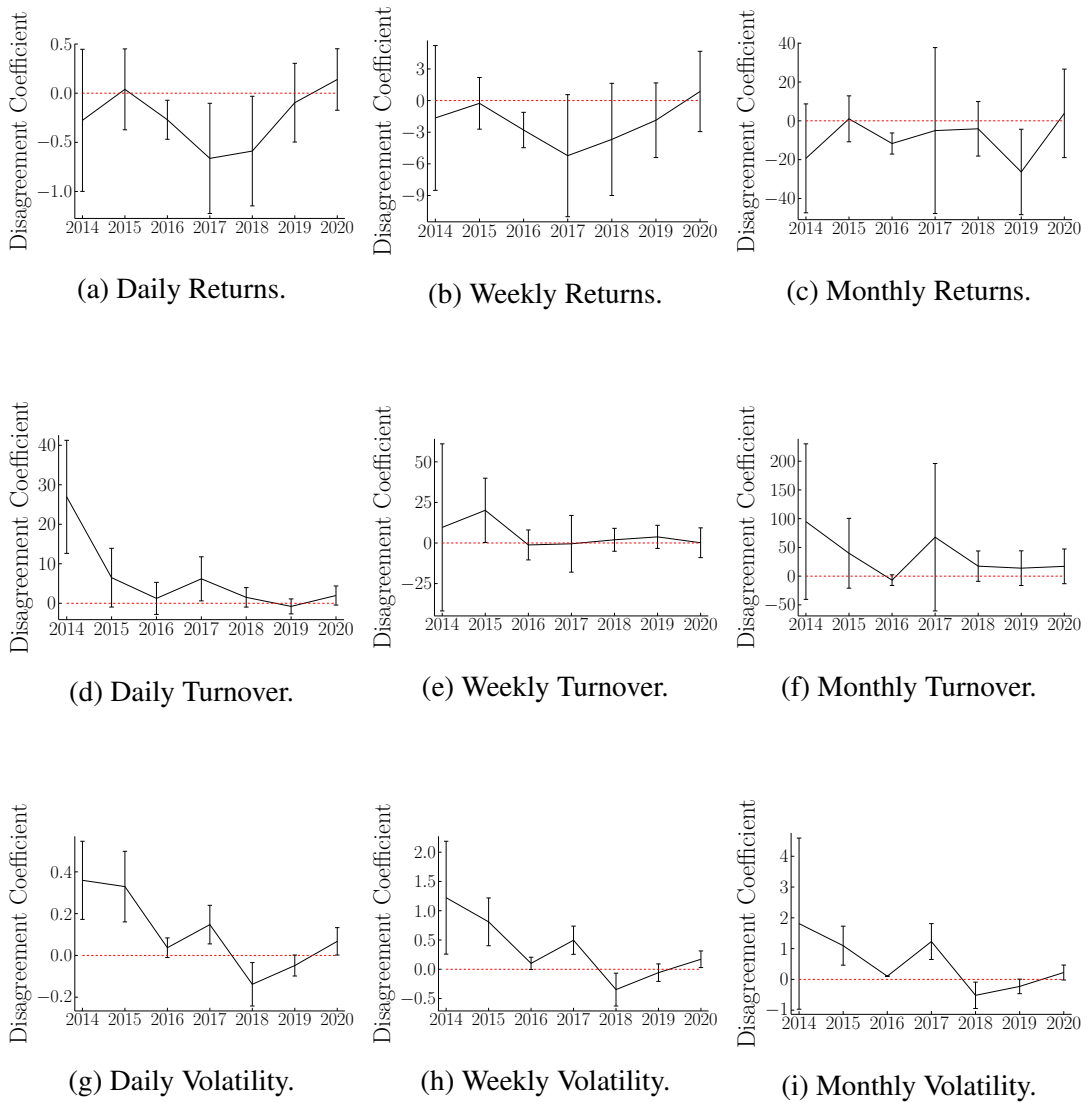 Disagreement Coefficient
0.5
0.0
−0.5
−1.0
2014 2015 2016 2017 2018 2019 2020
(a) Daily Returns.
Disagreement Coefficient
3
0
−3
−6
−9
2014 2015 2016 2017 2018 2019 2020
(b) Weekly Returns.
Disagreement Coefficient
40
20
0
−20
−40
2014 2015 2016 2017 2018 2019 2020
(c) Monthly Returns.
Disagreement Coefficient
40
30
20
10
0
2014 2015 2016 2017 2018 2019 2020
(d) Daily Turnover.
Disagreement Coefficient
50
25
0
−25
2014 2015 2016 2017 2018 2019 2020
(e) Weekly Turnover.
Disagreement Coefficient
200
150
100
50
0
−50
2014 2015 2016 2017 2018 2019 2020
(f) Monthly Turnover.
Disagreement Coefficient
0.4
0.2
0.0
−0.2
2014 2015 2016 2017 2018 2019 2020
(g) Daily Volatility.
Disagreement Coefficient
2.0
1.5
1.0
0.5
0.0
−0.5
2014 2015 2016 2017 2018 2019 2020
(h) Weekly Volatility.
Disagreement Coefficient
4
3
2
1
0
−1
2014 2015 2016 2017 2018 2019 2020
(i) Monthly Volatility.